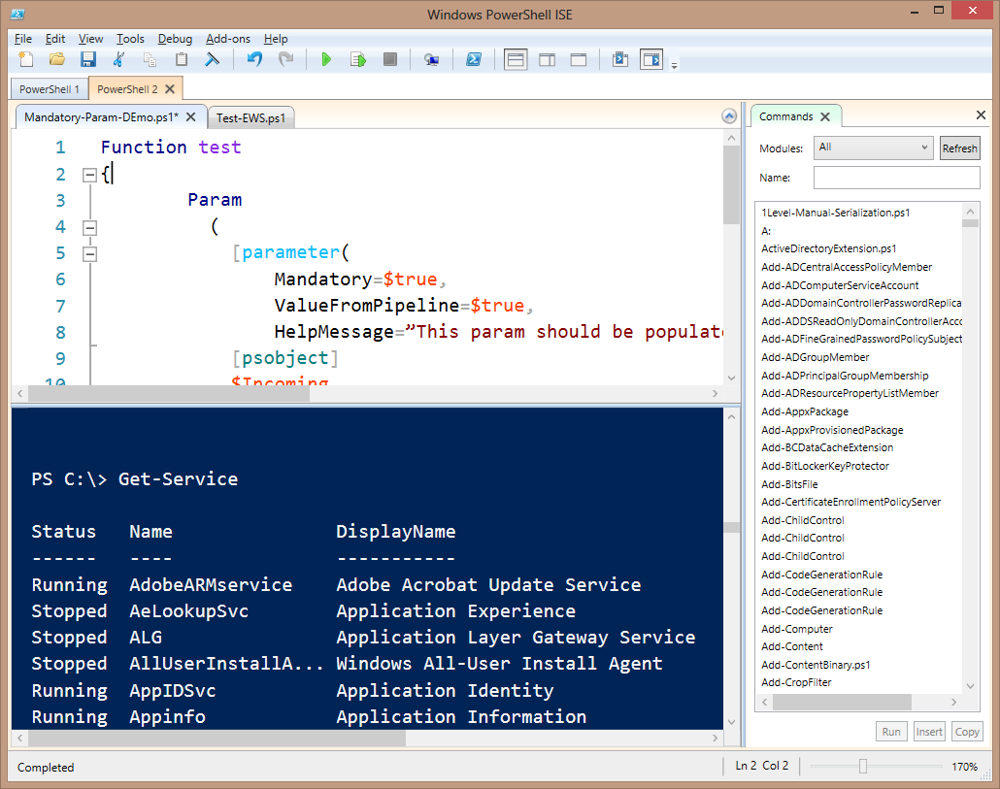 Windows PowerShell ISE
File Edit View Tools Debug Add-ons Help
PowerShell 1 PowerShell 2
Mandatory-Param-DEmo.ps1* Test-EWS.ps1
1 Function test
2 {
3 Param
4 (
5 [parameter(
6 Mandatory=$true,
7 ValueFromPipeline=$true,
8 HelpMessage=”This param should be populate
9 [psobject]
10 $Incoming
PS C:\> Get-Service
Status Name DisplayName
------ ---- -----------
Running AdobeARMservice Adobe Acrobat Update Service
Stopped AeLookupSvc Application Experience
Stopped ALG Application Layer Gateway Service
Stopped AllUserInstallA... Windows All-User Install Agent
Running AppIDSvc Application Identity
Running Appinfo Application Information
Commands
Modules: All Refresh
Name:
1Level-Manual-Serialization.ps1
A:
ActiveDirectoryExtension.ps1
Add-ADCentralAccessPolicyMember
Add-ADComputerServiceAccount
Add-ADDomainControllerPasswordReplica
Add-ADDSReadOnlyDomainControllerAcco
Add-ADFineGrainedPasswordPolicySubject
Add-ADGroupMember
Add-ADPrincipalGroupMembership
Add-ADResourcePropertyListMember
Add-AppxPackage
Add-AppxProvisionedPackage
Add-BCDataCacheExtension
Add-BitLockerKeyProtector
Add-BitsFile
Add-CertificateEnrollmentPolicyServer
Add-ChildControl
Add-ChildControl
Add-ChildControl
Add-CodeGenerationRule
Add-CodeGenerationRule
Add-CodeGenerationRule
Add-Computer
Add-Content
Add-ContentBinary.ps1
Add-CropFilter
Run Insert Copy
Completed Ln 2 Col 2 170%